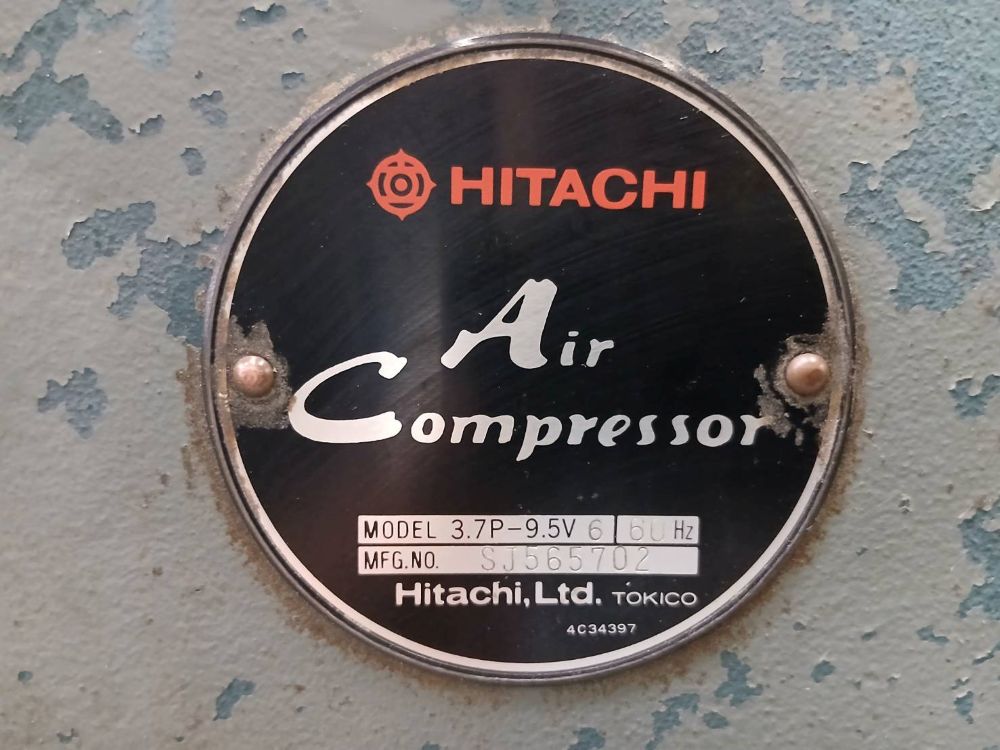 HITACHI
Air
Compressor
MODEL 3.7P-9.5V 6 60 Hz
MFG.NO. SJ565702
Hitachi, Ltd. TOKICO
4C34397